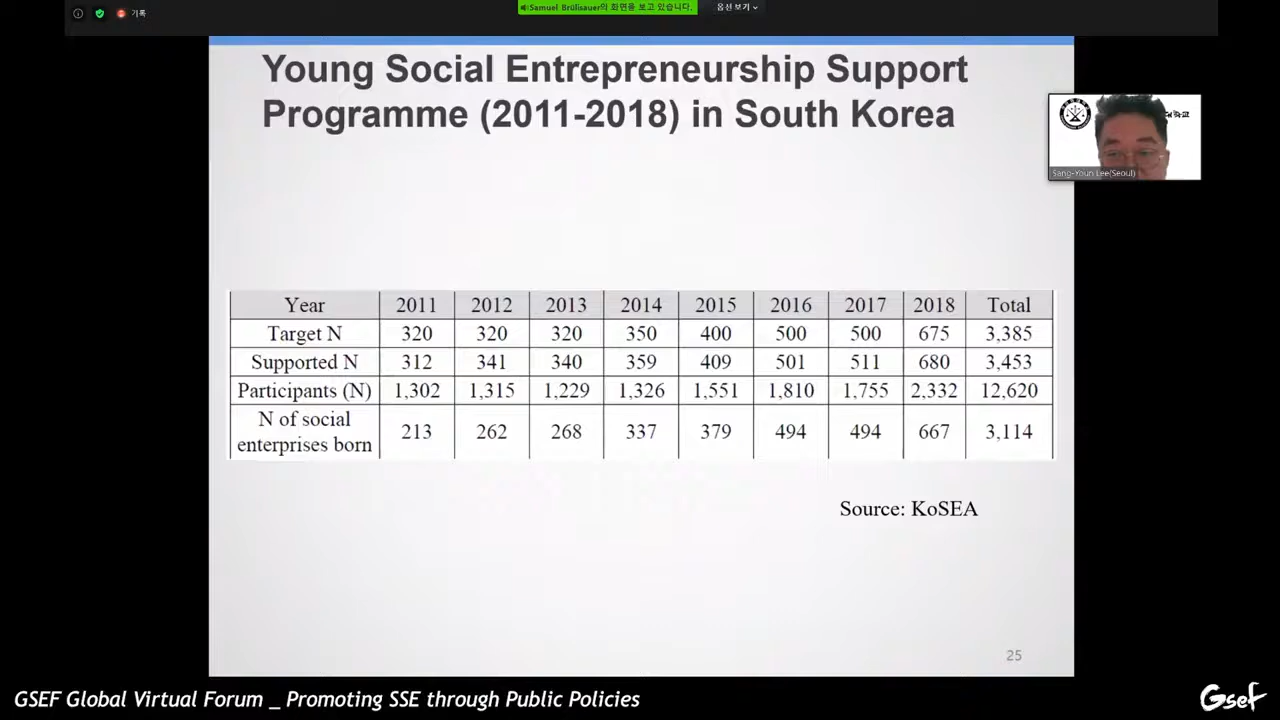 기록
Samuel Brülisauer의 화면을 보고 있습니다.
옵션 보기
Young Social Entrepreneurship Support
Programme (2011-2018) in South Korea
Sang-Youn Lee(Seoul)
Year 2011 2012 2013 2014 2015 2016 2017 2018 Total
Target N 320 320 320 350 400 500 500 675 3,385
Supported N 312 341 340 359 409 501 511 680 3,453
Participants (N) 1,302 1,315 1,229 1,326 1,551 1,810 1,755 2,332 12,620
N of social
enterprises born 213 262 268 337 379 494 494 667 3,114
Source: KoSEA
25
GSEF Global Virtual Forum _ Promoting SSE through Public Policies
Gsef